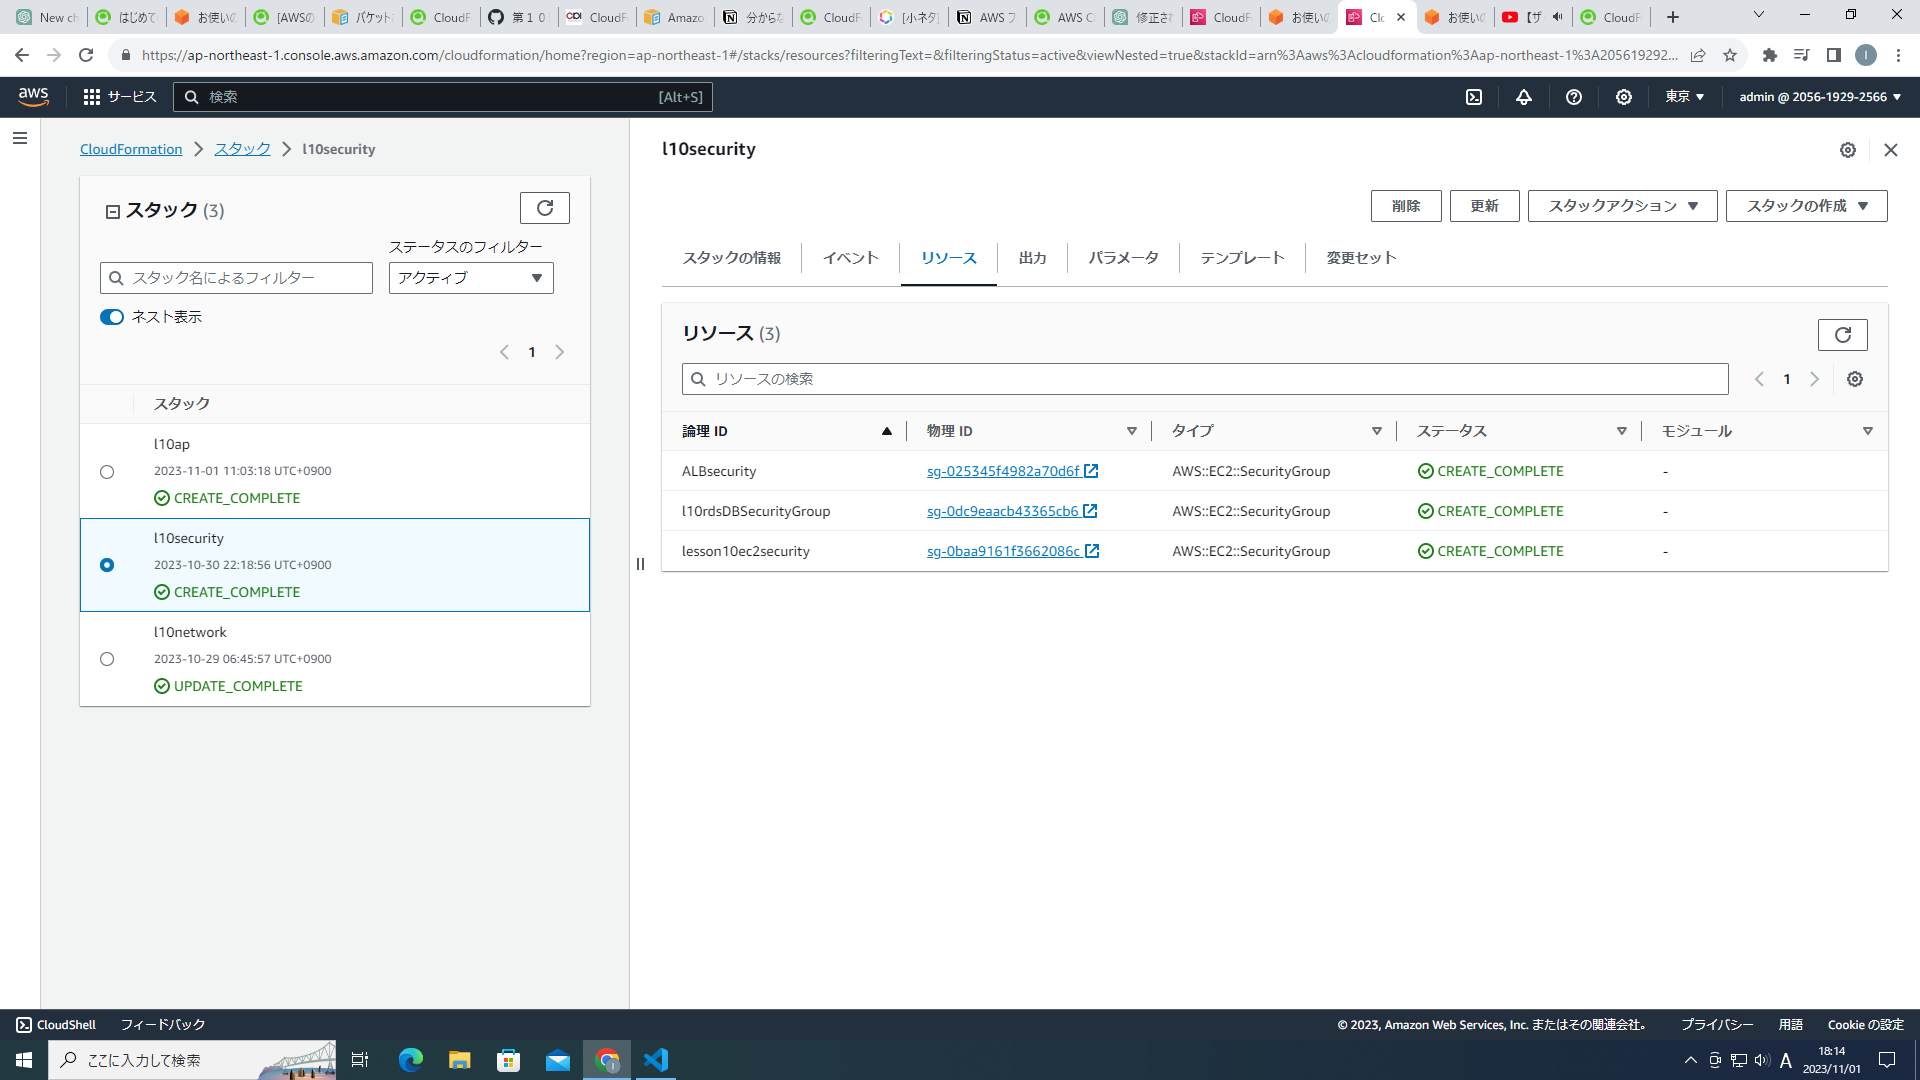 New ch
はじめて
お使いの
[AWSの
バケット
CloudFo
第１０
CloudF
Amazo
分からな
CloudF
[小ネタ]
AWS フ
AWS C
修正され
CloudFo
お使いの
Clo
お使いの
【ザ
CloudFo
https://ap-northeast-1.console.aws.amazon.com/cloudformation/home?region=ap-northeast-1#/stacks/resources?filteringText=&filteringStatus=active&viewNested=true&stackId=arn%3Aaws%3Acloudformation%3Aap-northeast-1%3A205619292...
I
aws
サービス
検索
[Alt+S]
東京
admin @ 2056-1929-2566
CloudFormation
スタック
l10security
スタック (3)
ステータスのフィルター
スタック名によるフィルター
アクティブ
ネスト表示
1
スタック
l10ap
2023-11-01 11:03:18 UTC+0900
CREATE_COMPLETE
l10security
2023-10-30 22:18:56 UTC+0900
CREATE_COMPLETE
l10network
2023-10-29 06:45:57 UTC+0900
UPDATE_COMPLETE
l10security
削除
更新
スタックアクション
スタックの作成
スタックの情報
イベント
リソース
出力
パラメータ
テンプレート
変更セット
リソース (3)
リソースの検索
1
論理 ID
物理 ID
タイプ
ステータス
モジュール
ALBsecurity
sg-025345f4982a70d6f
AWS::EC2::SecurityGroup
CREATE_COMPLETE
-
l10rdsDBSecurityGroup
sg-0dc9eaacb43365cb6
AWS::EC2::SecurityGroup
CREATE_COMPLETE
-
lesson10ec2security
sg-0baa9161f3662086c
AWS::EC2::SecurityGroup
CREATE_COMPLETE
-
CloudShell
フィードバック
© 2023, Amazon Web Services, Inc. またはその関連会社。
プライバシー
用語
Cookie の設定
ここに入力して検索
A
18:14
2023/11/01